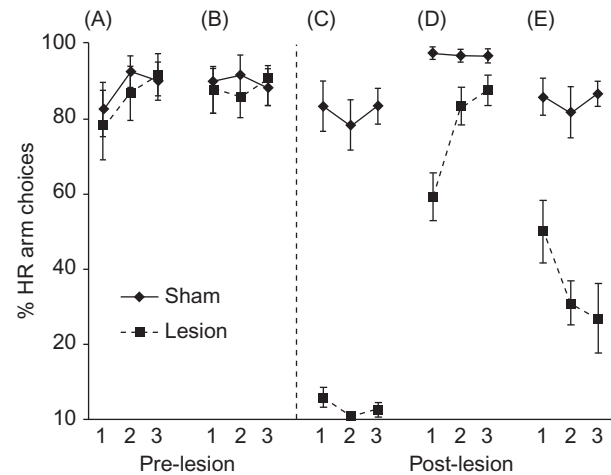 (A) (B) (C) (D) (E)
100
80
60
40
20
10
% HR arm choices
Sham
Lesion
1 2 3 1 2 3 1 2 3 1 2 3 1 2 3
Pre-lesion Post-lesion